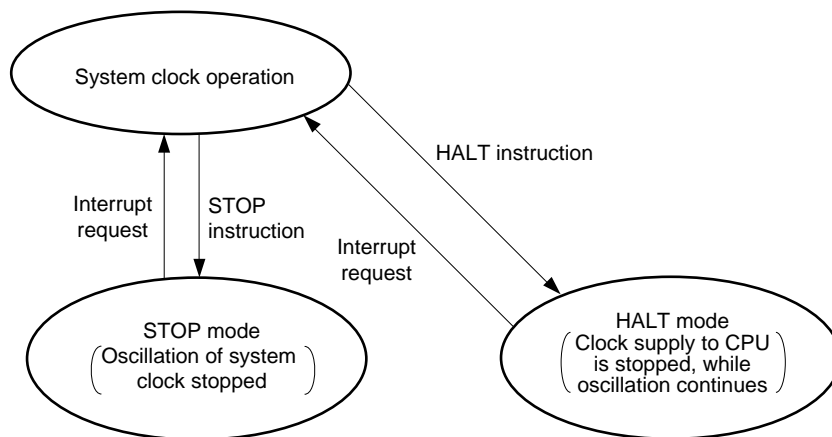 System clock operation
HALT instruction
Interrupt
request
STOP
instruction
Interrupt
request
STOP mode
(Oscillation of system
clock stopped)
HALT mode
(Clock supply to CPU
is stopped, while
oscillation continues)